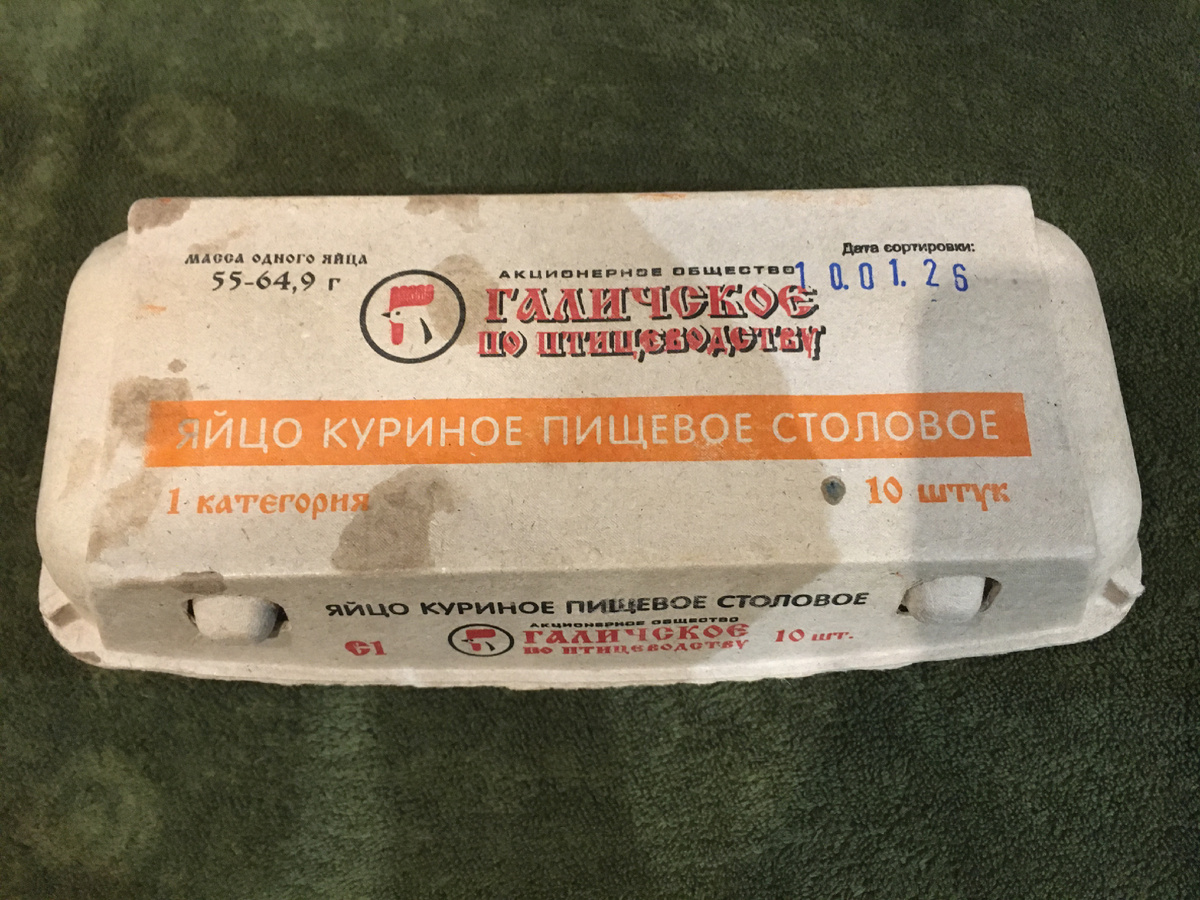 Масса одного яйца
55-64,9 г
АКЦИОНЕРНОЕ ОБЩЕСТВО
ГАЛИЧСКОЕ
ПО ПТИЦЕВОДСТВУ
Дата сортировки:
10.01.26
ЯЙЦО КУРИНОЕ ПИЩЕВОЕ СТОЛОВОЕ
1 категория
10 штук
ЯЙЦО КУРИНОЕ ПИЩЕВОЕ СТОЛОВОЕ
С1
АКЦИОНЕРНОЕ ОБЩЕСТВО
ГАЛИЧСКОЕ
ПО ПТИЦЕВОДСТВУ
10 шт.